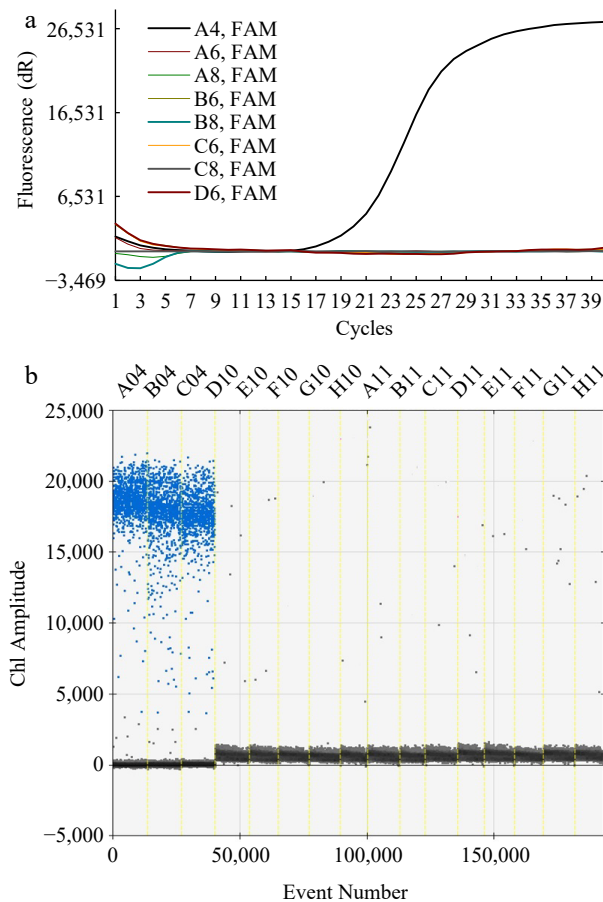 a
26,531
16,531
6,531
−3,469
Fluorescence (dR)
A4, FAM
A6, FAM
A8, FAM
B6, FAM
B8, FAM
C6, FAM
C8, FAM
D6, FAM
1 3 5 7 9 11 13 15 17 19 21 23 25 27 29 31 33 35 37 39
Cycles
b
A04 B04 C04 D10 E10 F10 G10 H10 A11 B11 C11 D11 E11 F11 G11 H11
25,000
20,000
15,000
10,000
5,000
0
−5,000
Chl Amplitude
0 50,000 100,000 150,000
Event Number